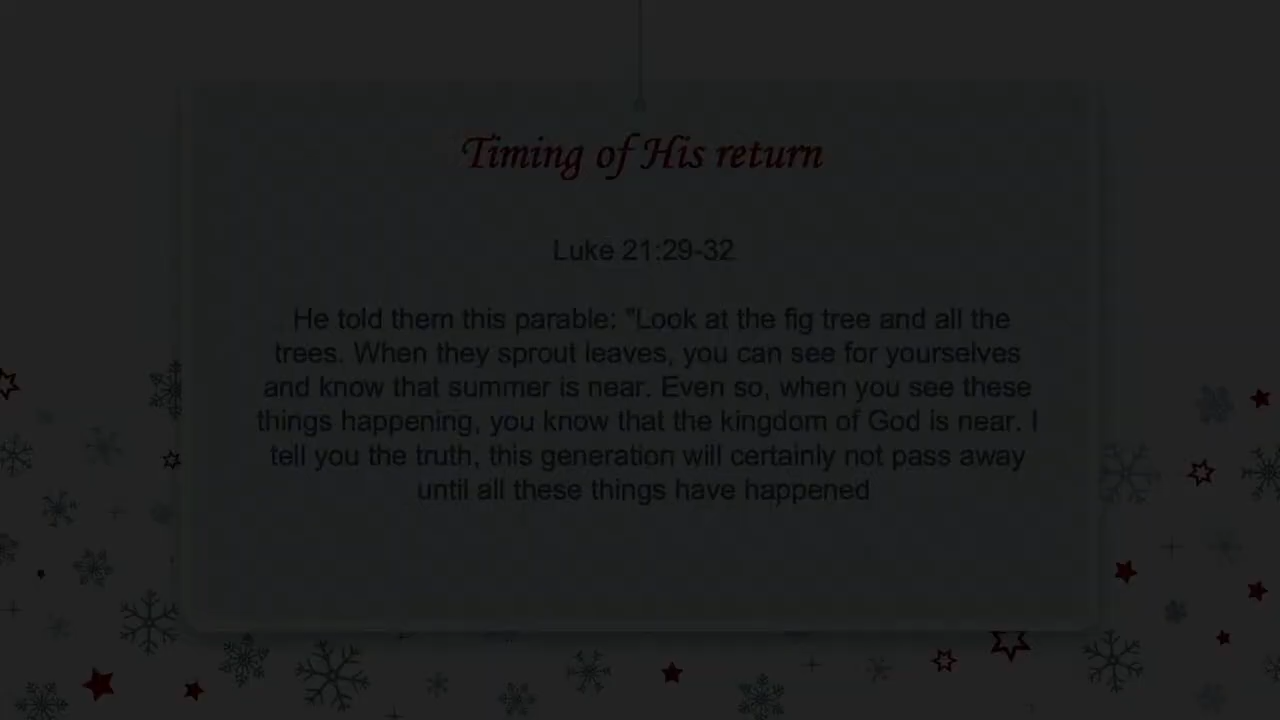 Timing of His return
Luke 21:29-32
He told them this parable: "Look at the fig tree and all the
trees. When they sprout leaves, you can see for yourselves
and know that summer is near. Even so, when you see these
things happening, you know that the kingdom of God is near. I
tell you the truth, this generation will certainly not pass away
until all these things have happened